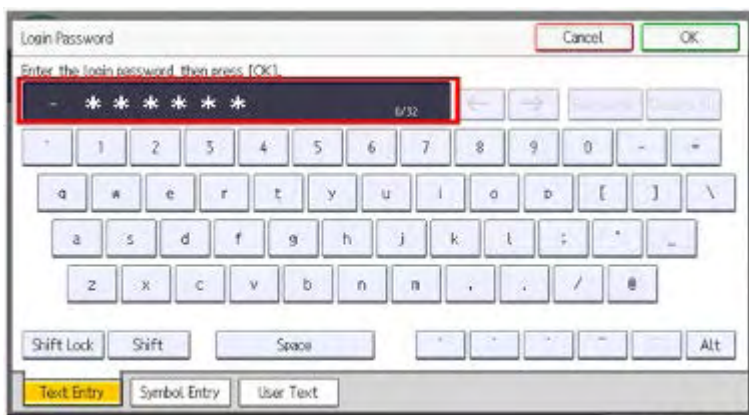 Login Password Cancel OK
Enter the login password, then press [OK].
- ****** 0/32 ← →
` 1 2 3 4 5 6 7 8 9 0 - =
q w e r t y u i o p [ ] \
a s d f g h j k l ; '
z x c v b n m , . / @
Shift Lock Shift Space Alt
Text Entry Symbol Entry User Text